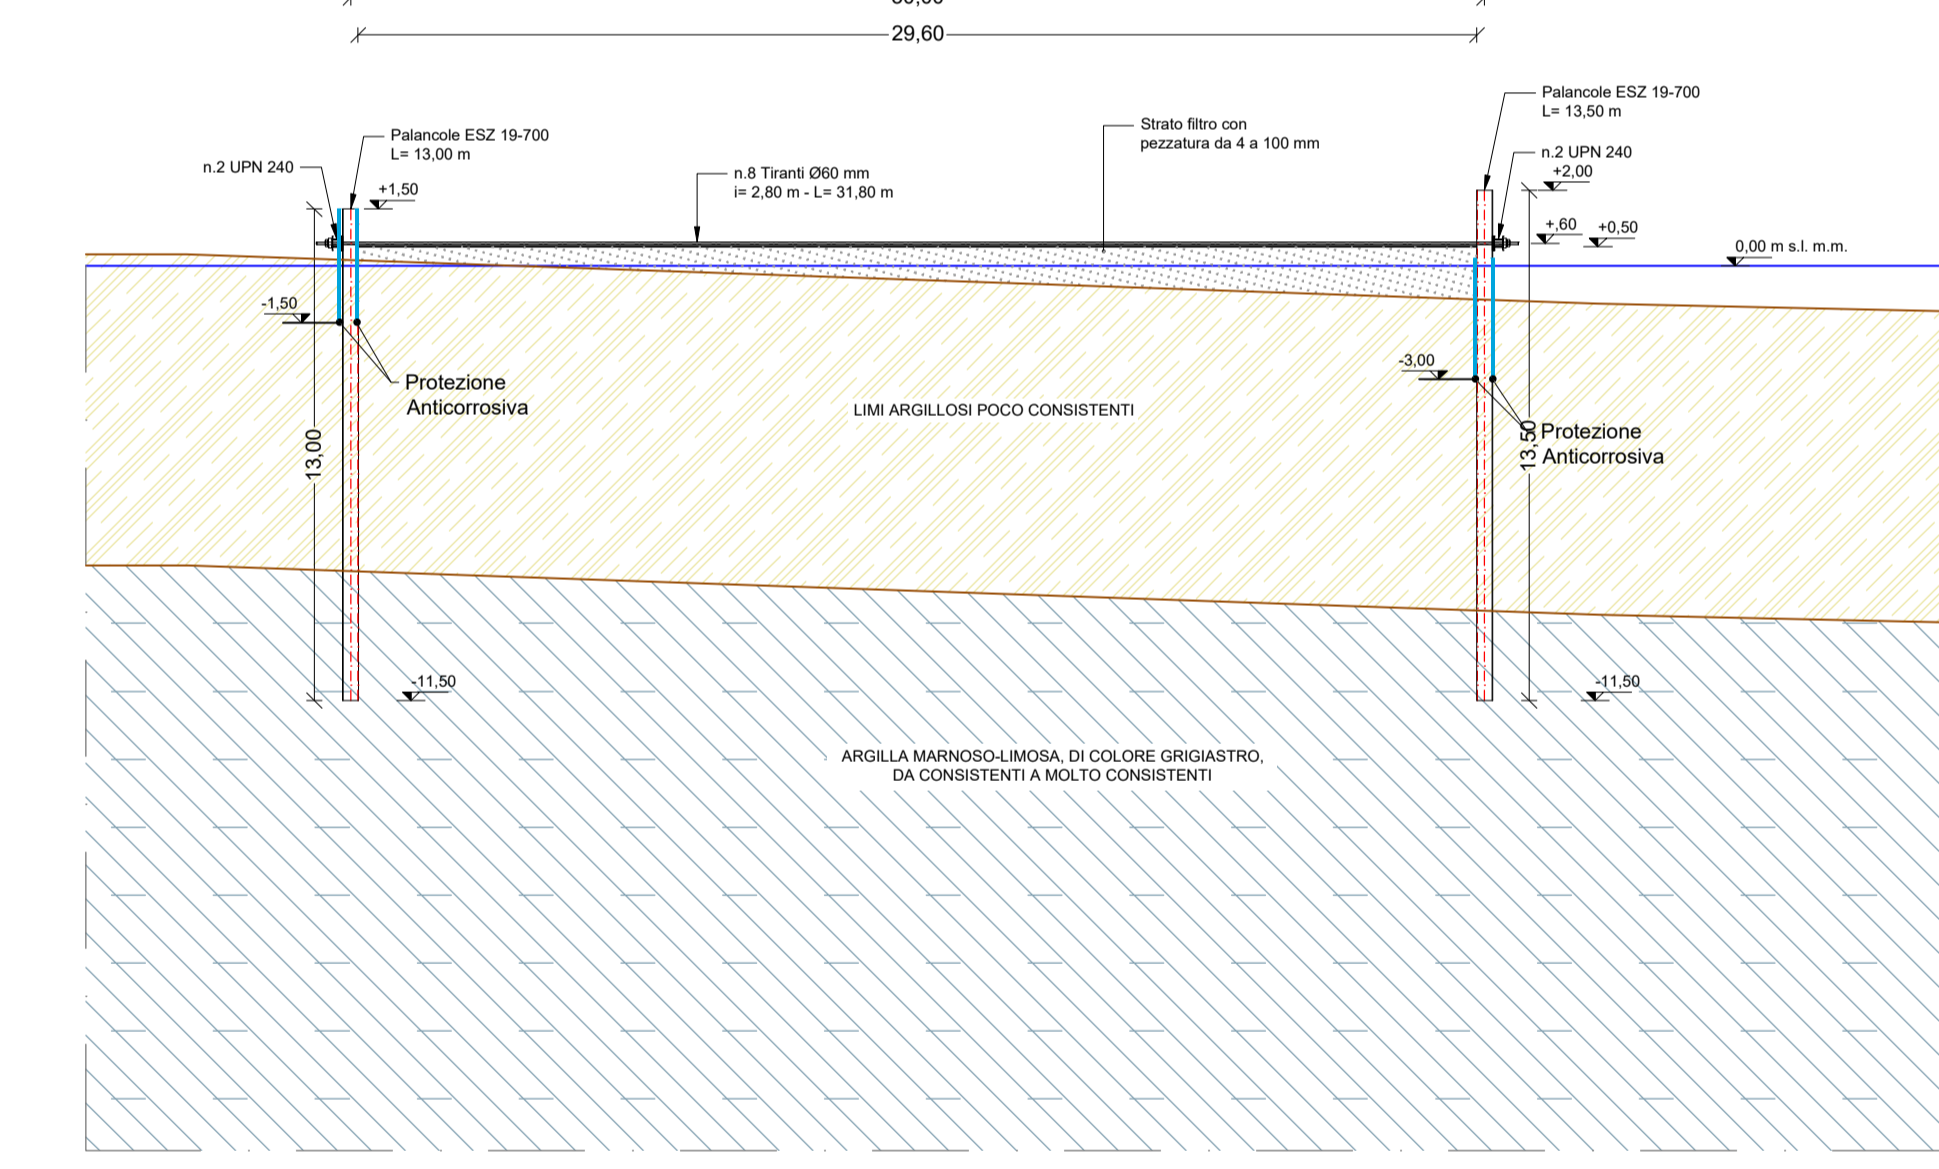 29,60
Palancole ESZ 19-700
L= 13,50 m
Strato filtro con
pezzatura da 4 a 100 mm
Palancole ESZ 19-700
L= 13,00 m
n.2 UPN 240
n.2 UPN 240
+2,00
n.8 Tiranti Ø60 mm
i= 2,80 m - L= 31,80 m
+1,50
+,60
+0,50
0,00 m s.l. m.m.
-1,50
-3,00
Protezione
Anticorrosiva
LIMI ARGILLOSI POCO CONSISTENTI
13,00
13,50
Protezione
Anticorrosiva
-11,50
-11,50
ARGILLA MARNOSO-LIMOSA, DI COLORE GRIGIASTRO,
DA CONSISTENTI A MOLTO CONSISTENTI